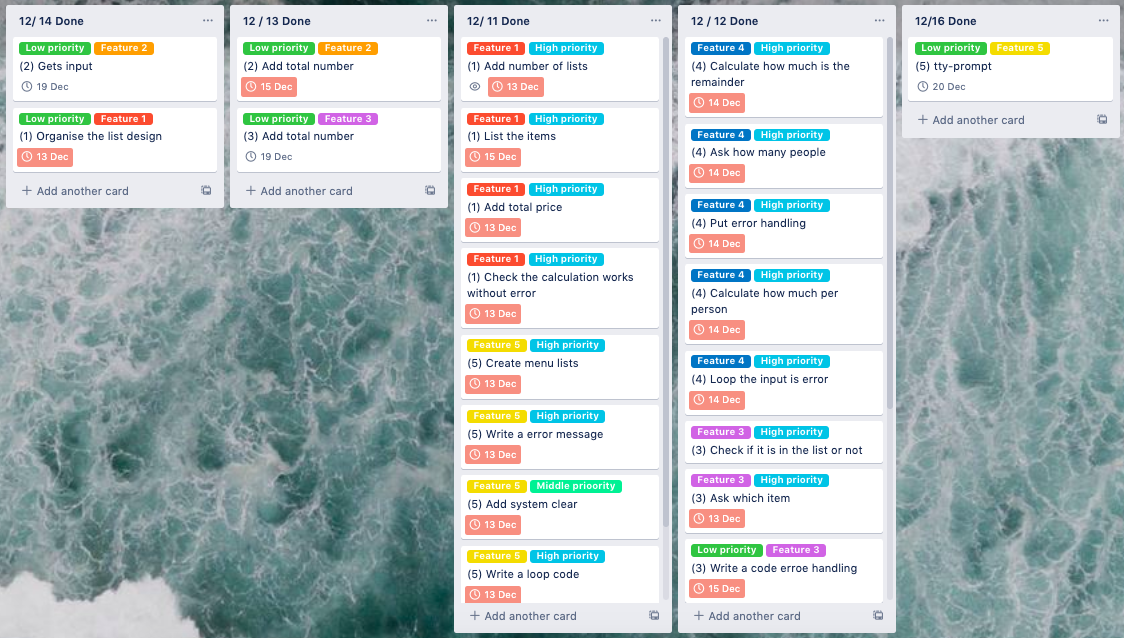 12/ 14 Done
Low priority Feature 2
(2) Gets input
19 Dec
Low priority Feature 1
(1) Organise the list design
13 Dec
+ Add another card
12 / 13 Done
Low priority Feature 2
(2) Add total number
15 Dec
Low priority Feature 3
(3) Add total number
19 Dec
+ Add another card
12/ 11 Done
Feature 1 High priority
(1) Add number of lists
13 Dec
Feature 1 High priority
(1) List the items
15 Dec
Feature 1 High priority
(1) Add total price
13 Dec
Feature 1 High priority
(1) Check the calculation works
without error
13 Dec
Feature 5 High priority
(5) Create menu lists
13 Dec
Feature 5 High priority
(5) Write a error message
13 Dec
Feature 5 Middle prioority
(5) Add system clear
13 Dec
Feature 5 High priority
(5) Write a loop code
13 Dec
+ Add another card
12 / 12 Done
Feature 4 High priority
(4) Calculate how much is the
remainder
14 Dec
Feature 4 High priority
(4) Ask how many people
14 Dec
Feature 4 High priority
(4) Put error handling
14 Dec
Feature 4 High priority
(4) Calculate how much per
person
14 Dec
Feature 4 High priority
(4) Loop the input is error
14 Dec
Feature 3 High priority
(3) Check if it is in the list or not
Feature 3 High priority
(3) Ask which item
13 Dec
Low priority Feature 3
(3) Write a code erroe handling
15 Dec
+ Add another card
12/16 Done
Low priority Feature 5
(5) tty-prompt
20 Dec
+ Add another card